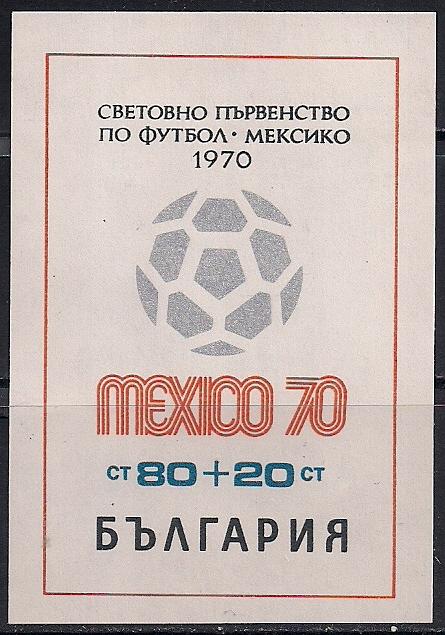 СВЕТОВНО ПЪРВЕНСТВО
ПО ФУТБОЛ · МЕКСИКО
1970
MEXICO 70
СТ 80+20 СТ
БЪЛГАРИЯ